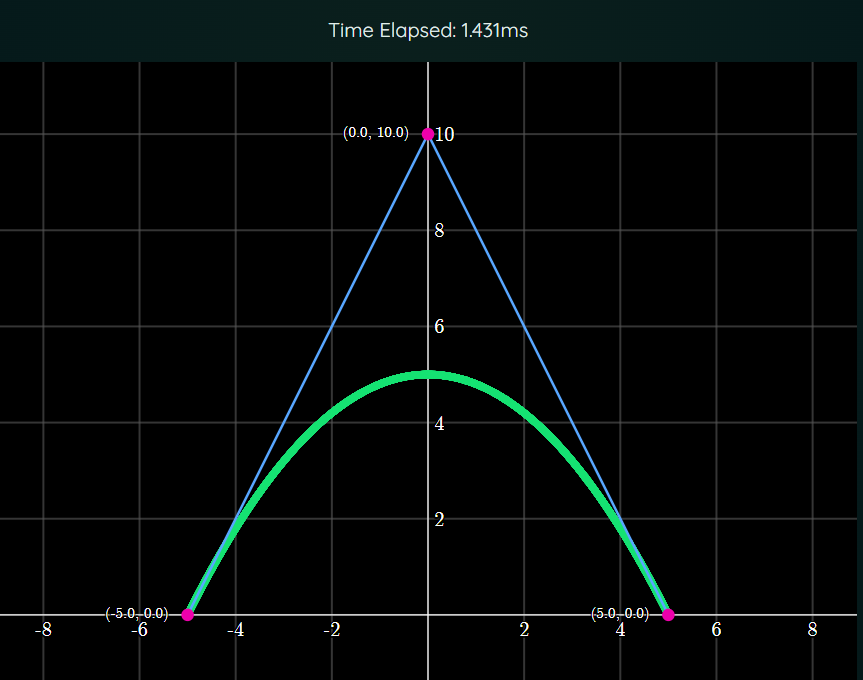 Time Elapsed: 1.431ms
(0.0, 10.0) 10
8
6
4
2
(-5.0, 0.0) (5.0, 0.0)
-8 -6 -4 -2 2 4 6 8